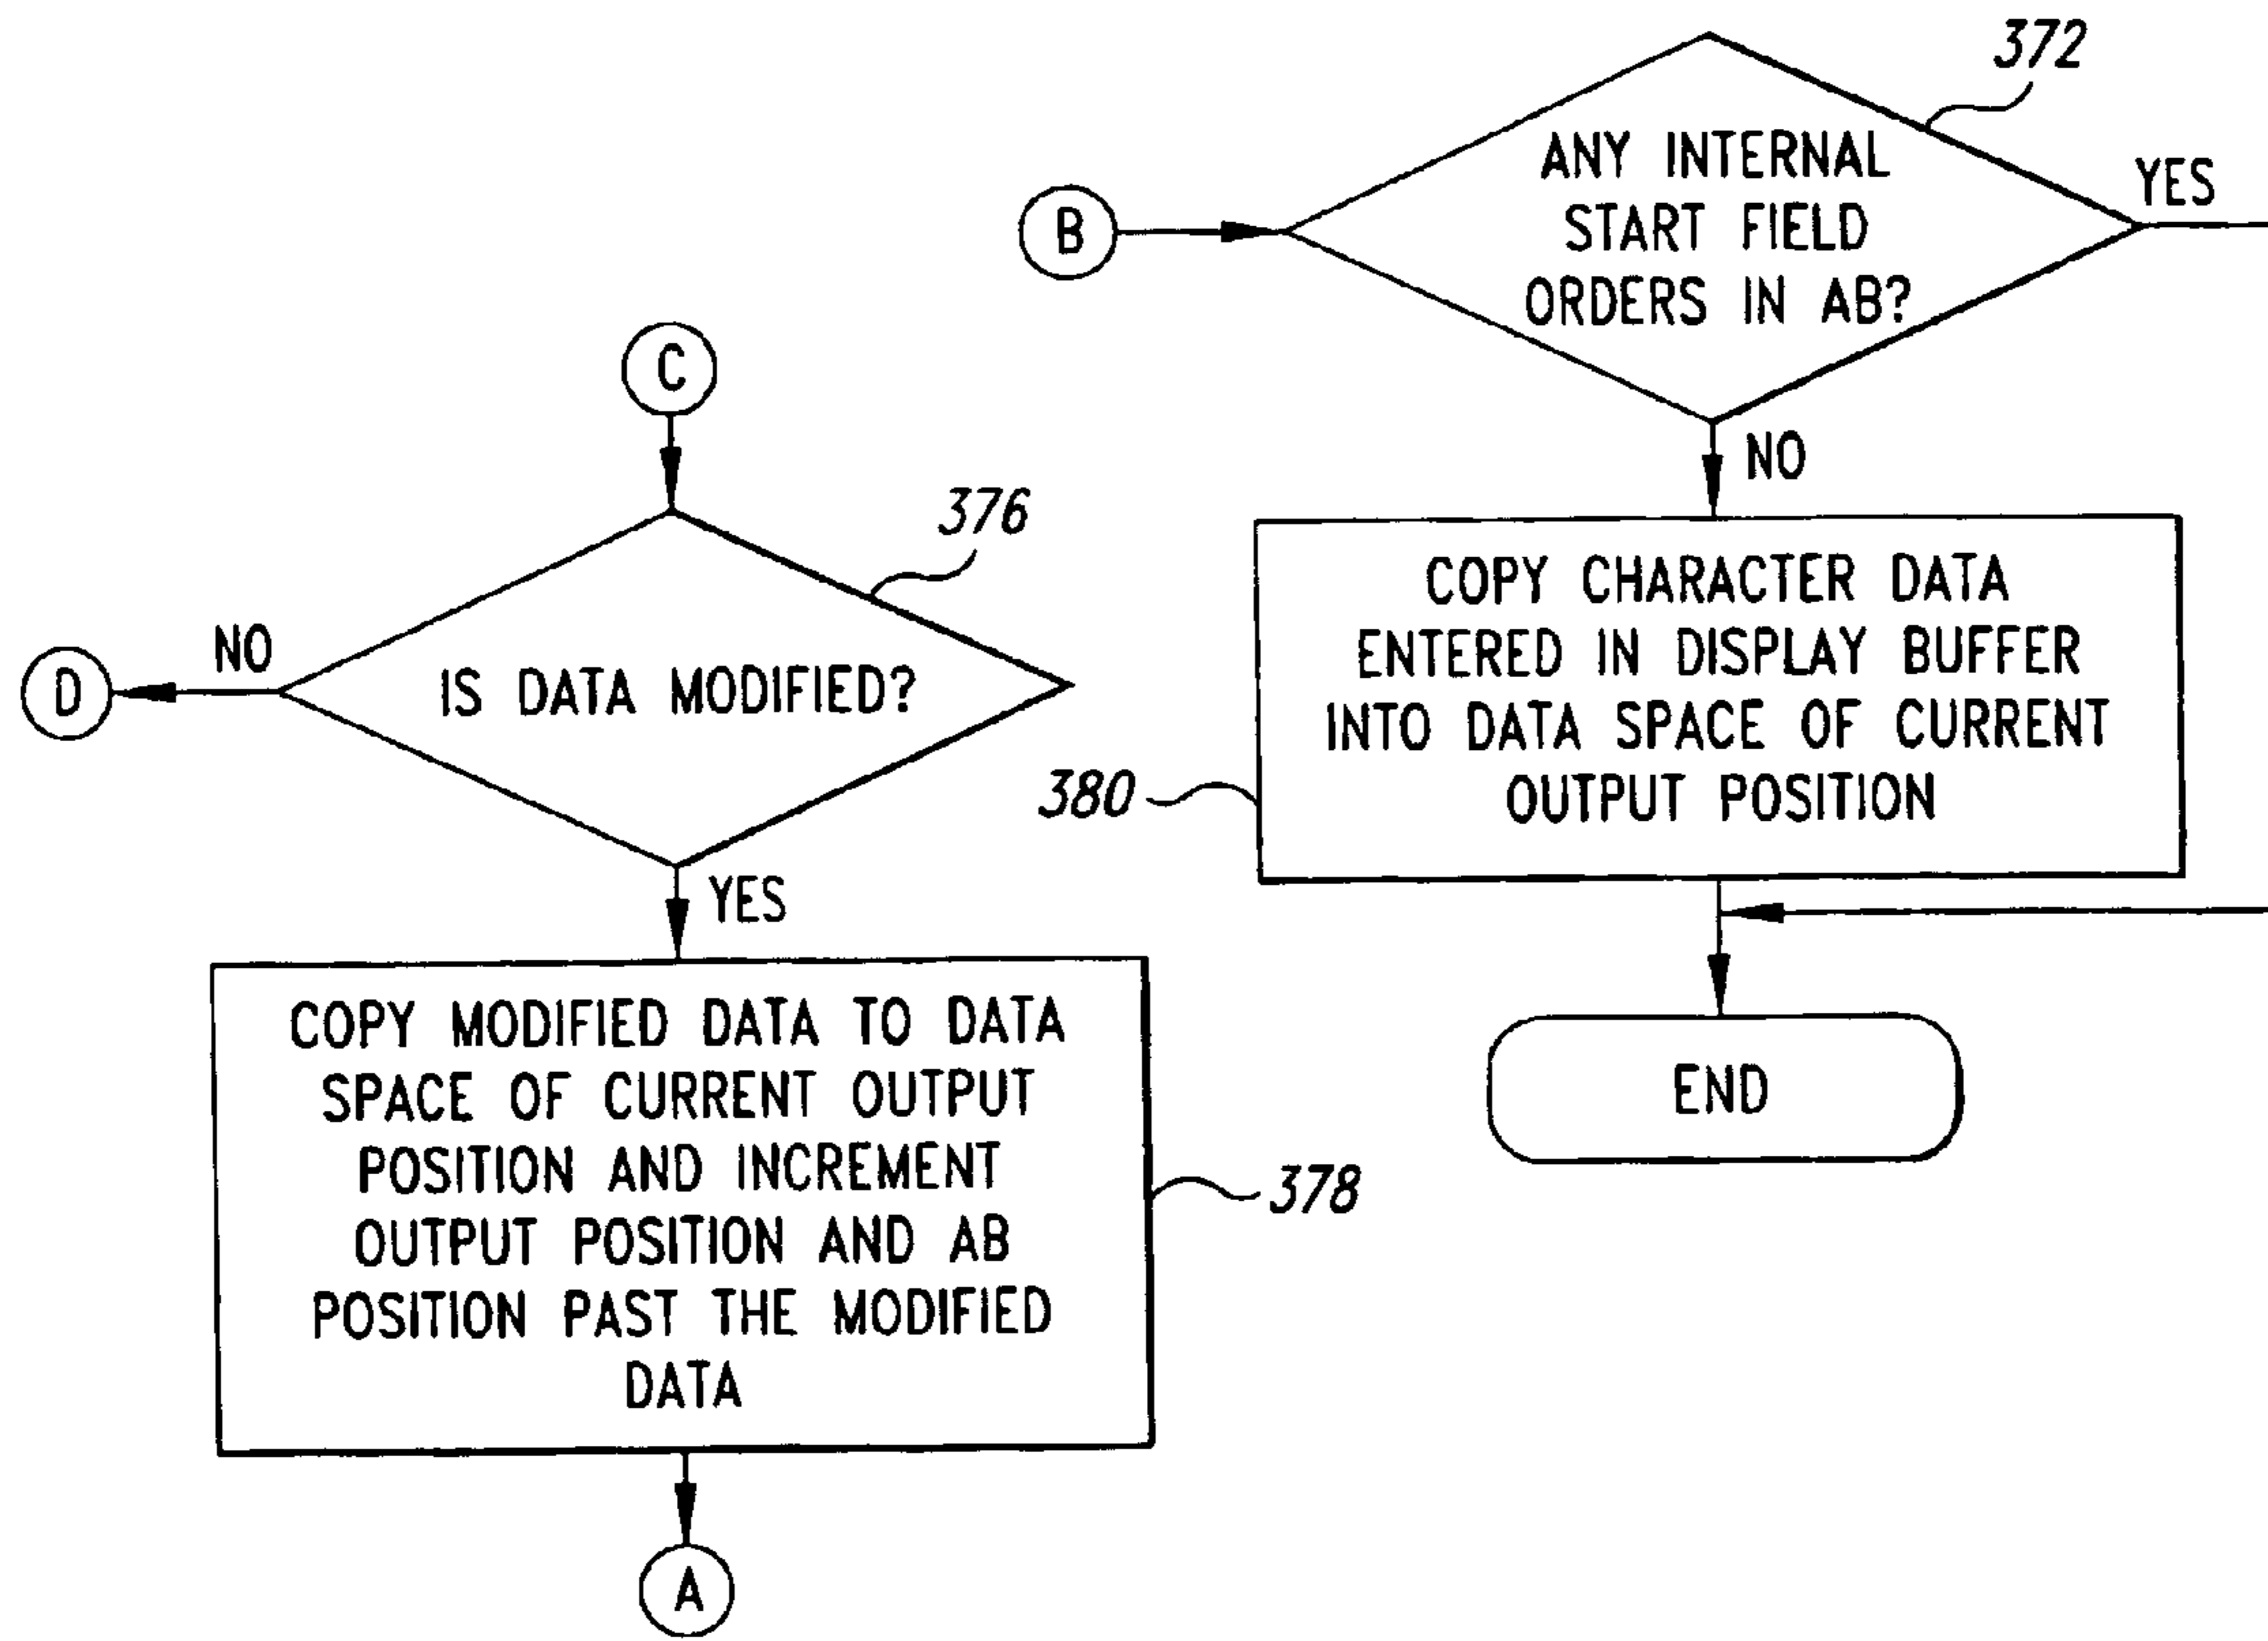 372
ANY INTERNAL
START FIELD
ORDERS IN AB?
YES
B
NO
C
376
IS DATA MODIFIED?
NO
D
YES
COPY CHARACTER DATA
ENTERED IN DISPLAY BUFFER
INTO DATA SPACE OF CURRENT
OUTPUT POSITION
380
END
COPY MODIFIED DATA TO DATA
SPACE OF CURRENT OUTPUT
POSITION AND INCREMENT
OUTPUT POSITION AND AB
POSITION PAST THE MODIFIED
DATA
378
A